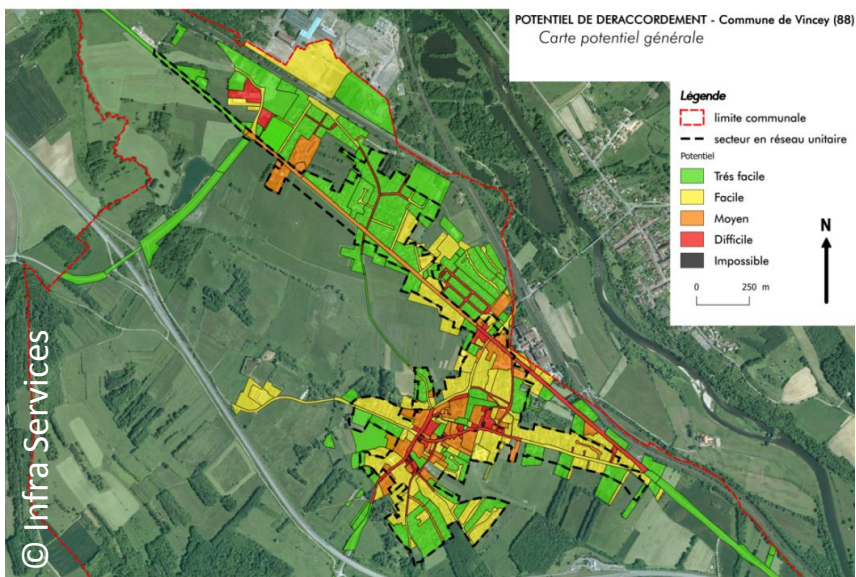 POTENTIEL DE DERACCORDEMENT - Commune de Vincey (88)
Carte potentiel générale
Légende
limite communale
secteur en réseau unitaire
Potentiel
Trés facile
Facile
Moyen
Difficile
Impossible
0 250 m
N
© Infra Services